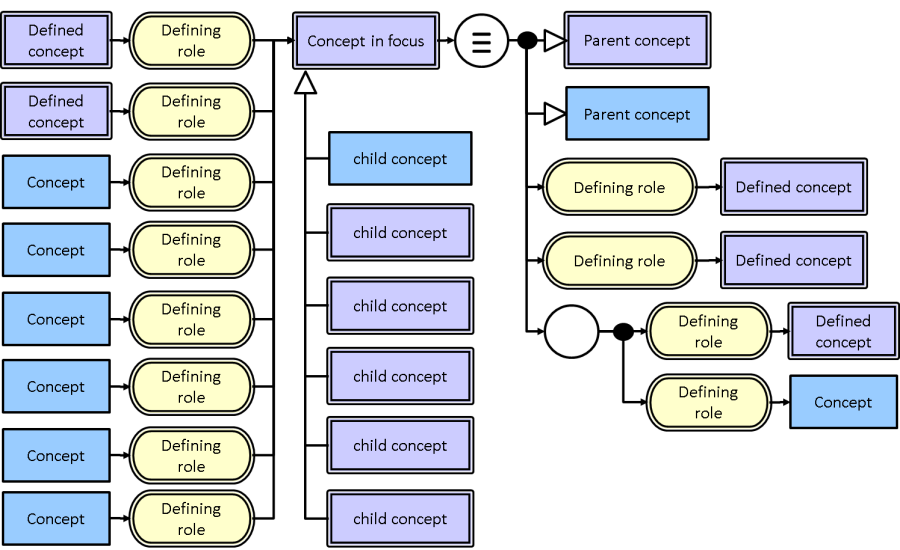 Defined
concept
Defining
role
Concept in focus
Parent concept
Defined
concept
Defining
role
Parent concept
Concept
Defining
role
child concept
Defining role
Defined concept
Concept
Defining
role
child concept
Defining role
Defined concept
Concept
Defining
role
child concept
Defining
role
Defined
concept
Concept
Defining
role
child concept
Defining
role
Concept
Concept
Defining
role
child concept
Concept
Defining
role
child concept